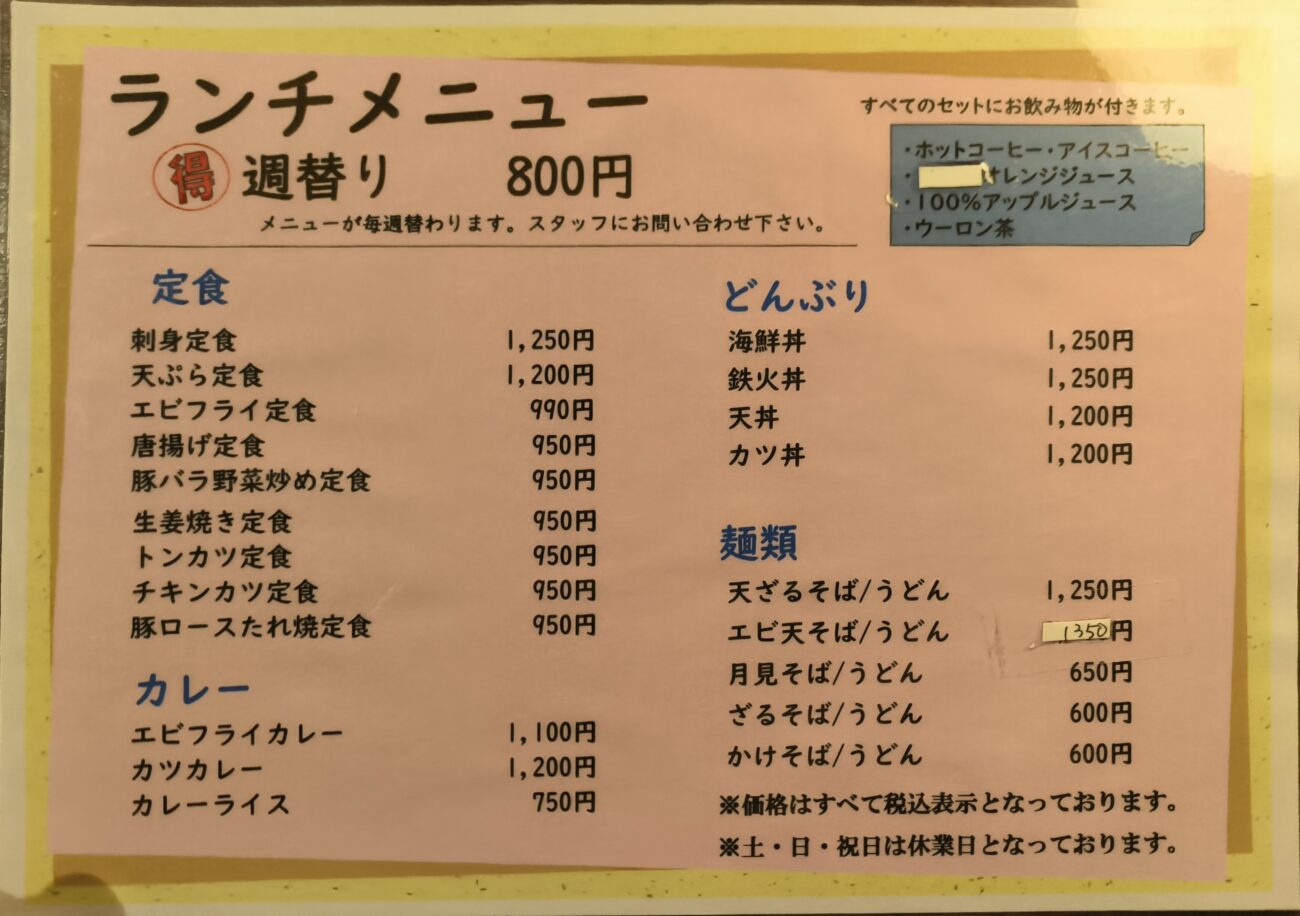 ランチメニュー
得 週替り 800円
メニューが毎週替わります。スタッフにお問い合わせ下さい。
すべてのセットにお飲み物が付きます。
・ホットコーヒー・アイスコーヒー
・オレンジジュース
・100%アップルジュース
・ウーロン茶
定食
刺身定食 1,250円
天ぷら定食 1,200円
エビフライ定食 990円
唐揚げ定食 950円
豚バラ野菜炒め定食 950円
生姜焼き定食 950円
トンカツ定食 950円
チキンカツ定食 950円
豚ロースたれ焼定食 950円
カレー
エビフライカレー 1,100円
カツカレー 1,200円
カレーライス 750円
どんぶり
海鮮丼 1,250円
鉄火丼 1,250円
天丼 1,200円
カツ丼 1,200円
麺類
天ざるそば/うどん 1,250円
エビ天そば/うどん 1350円
月見そば/うどん 650円
ざるそば/うどん 600円
かけそば/うどん 600円
※価格はすべて税込表示となっております。
※土・日・祝日は休業日となっております。